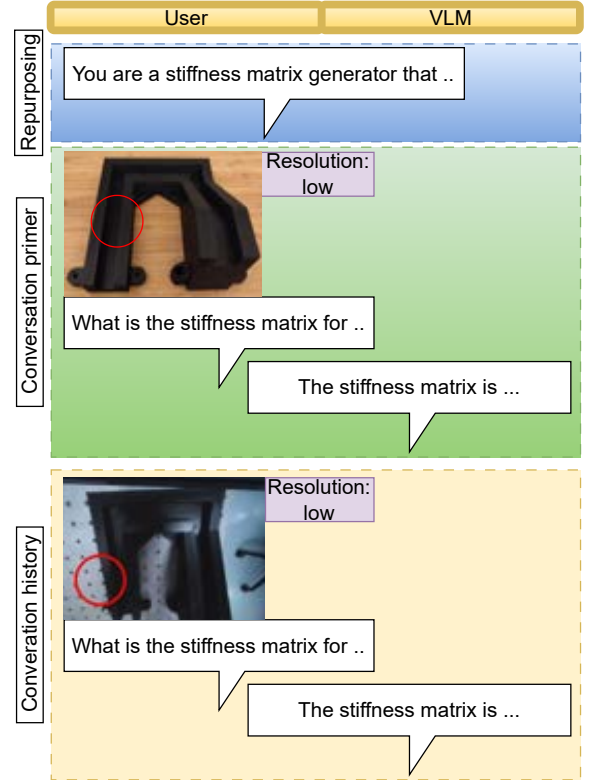 User
VLM
Repurposing
You are a stiffness matrix generator that ..
Conversation primer
Resolution:
low
What is the stiffness matrix for ..
The stiffness matrix is ...
Converation history
Resolution:
low
What is the stiffness matrix for ..
The stiffness matrix is ...